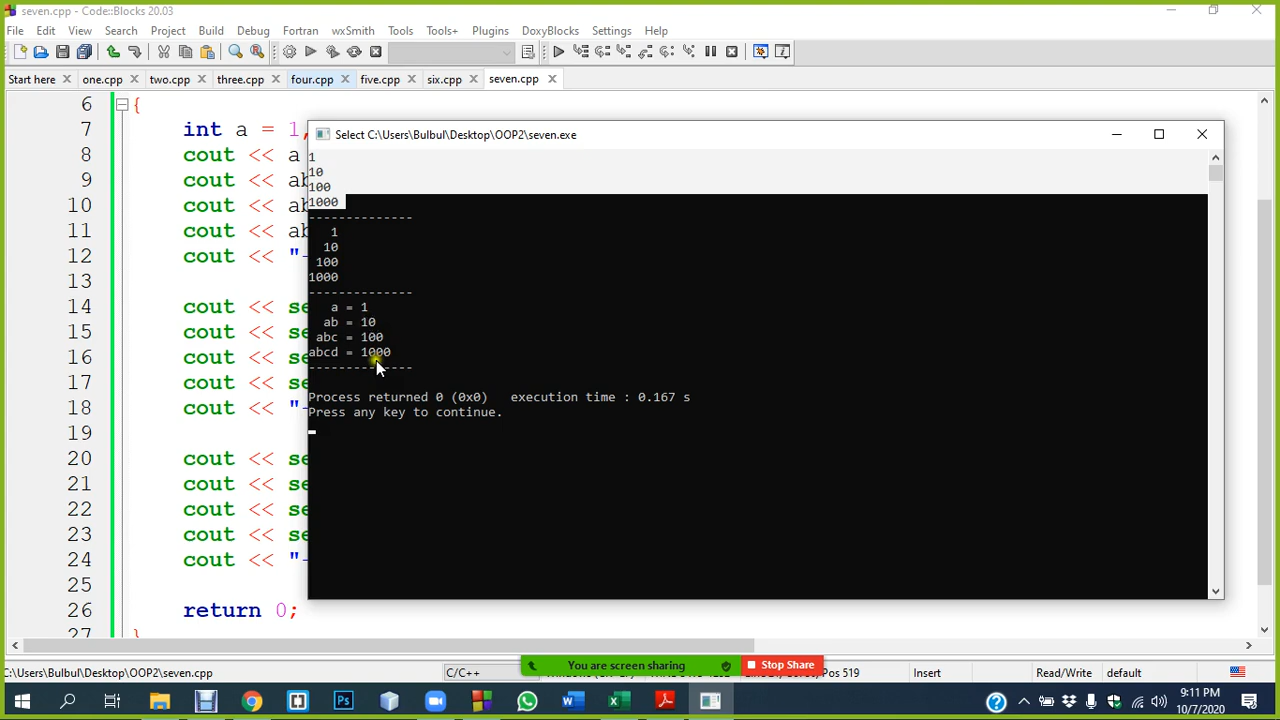 seven.cpp - Code::Blocks 20.03
File Edit View Search Project Build Debug Fortran wxSmith Tools Tools+ Plugins DoxyBlocks Settings Help
Start here one.cpp two.cpp three.cpp four.cpp five.cpp six.cpp seven.cpp
6 {
7 int a = 1,
8 cout << a
9 cout << ab
10 cout << ab
11 cout << ab
12 cout << "-
13
14 cout << se
15 cout << se
16 cout << se
17 cout << se
18 cout << "-
19
20 cout << se
21 cout << se
22 cout << se
23 cout << se
24 cout << "-
25
26 return 0;
27 }
Select C:\Users\Bulbul\Desktop\OOP2\seven.exe
1
10
100
1000
--------------
1
10
100
1000
--------------
a = 1
ab = 10
abc = 100
abcd = 1000
--------------
Process returned 0 (0x0) execution time : 0.167 s
Press any key to continue.
C:\Users\Bulbul\Desktop\OOP2\seven.cpp C/C++ Pos 519 Insert Read/Write default
You are screen sharing Stop Share
9:11 PM
10/7/2020